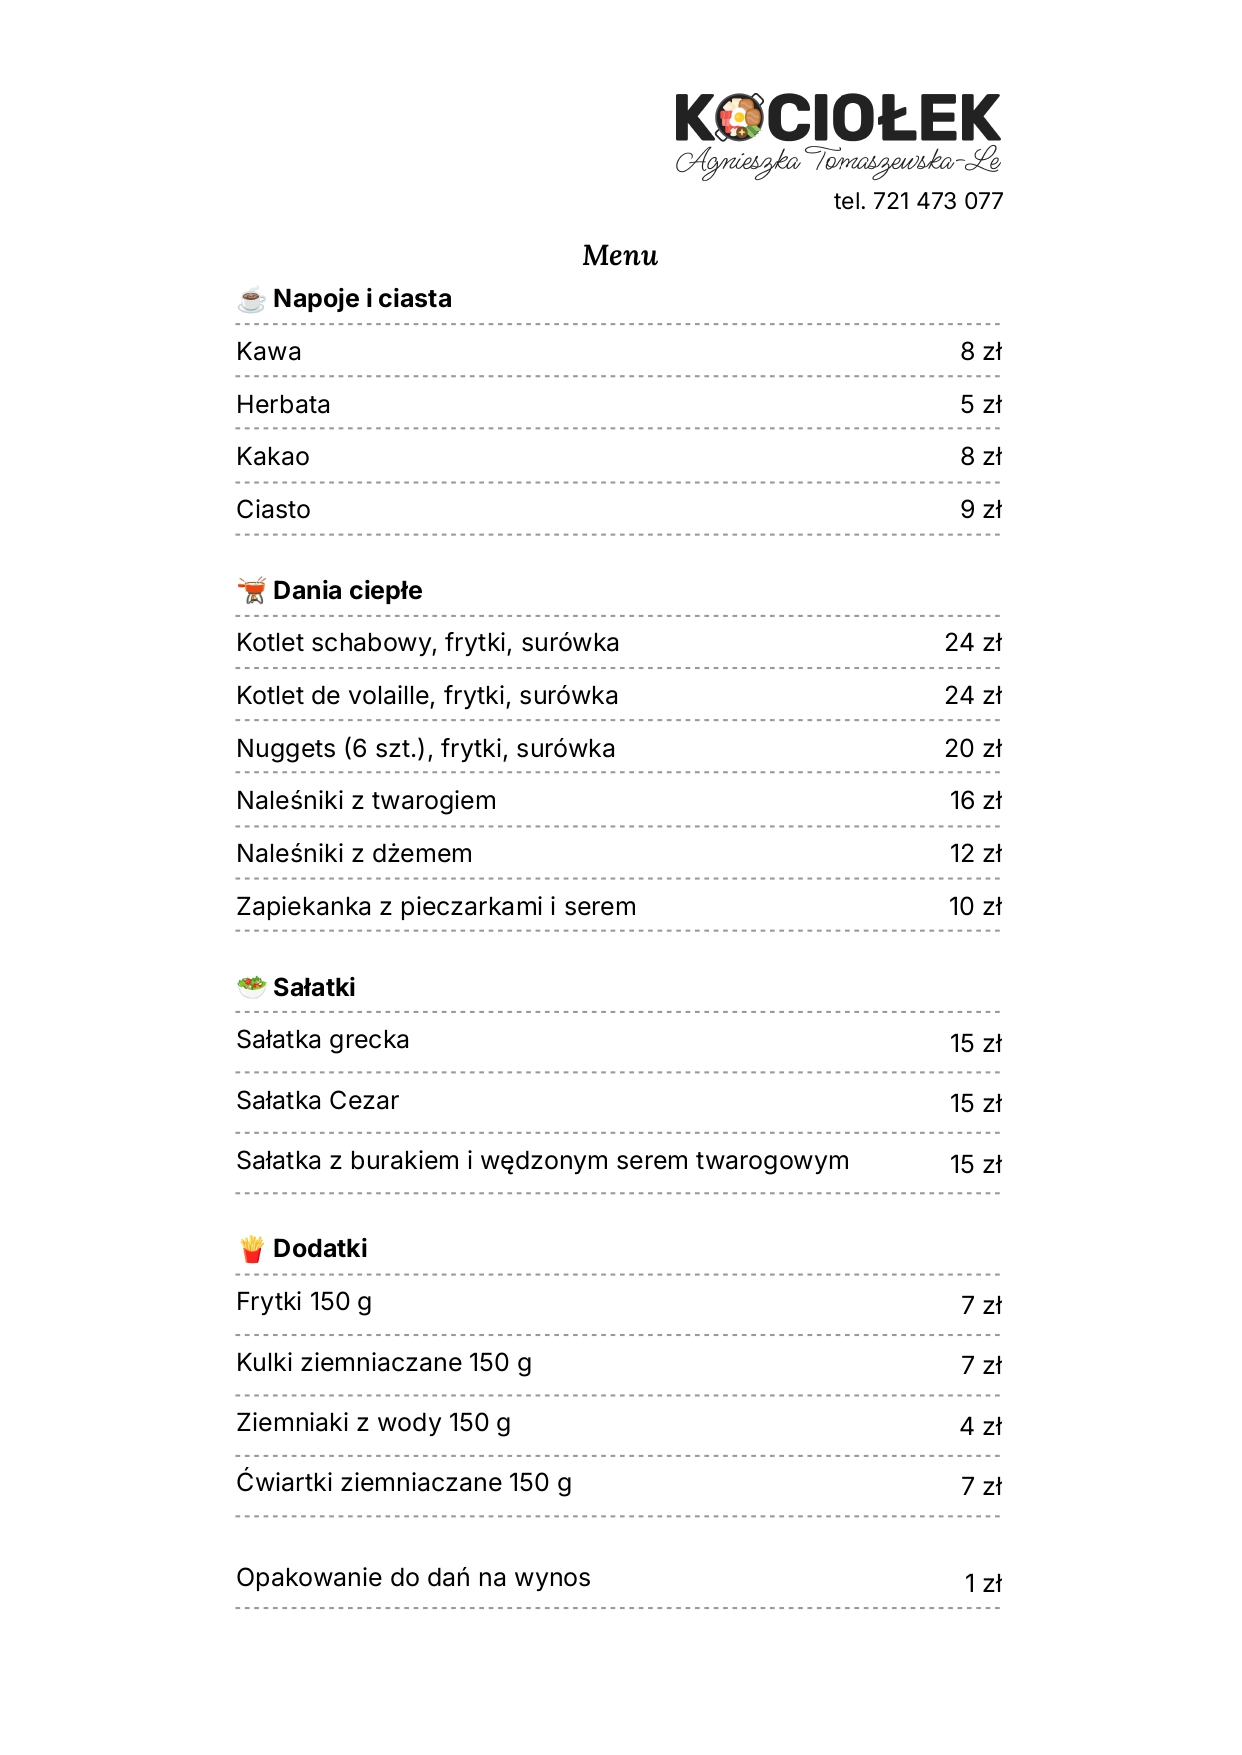 KOCIOŁEK
Agnieszka Tomaszewska-Le
tel. 721 473 077
Menu
☕ Napoje i ciasta
Kawa 8 zł
Herbata 5 zł
Kakao 8 zł
Ciasto 9 zł
🫕 Dania ciepłe
Kotlet schabowy, frytki, surówka 24 zł
Kotlet de volaille, frytki, surówka 24 zł
Nuggets (6 szt.), frytki, surówka 20 zł
Naleśniki z twarogiem 16 zł
Naleśniki z dżemem 12 zł
Zapiekanka z pieczarkami i serem 10 zł
🥗 Sałatki
Sałatka grecka 15 zł
Sałatka Cezar 15 zł
Sałatka z burakiem i wędzonym serem twarogowym 15 zł
🍟 Dodatki
Frytki 150 g 7 zł
Kulki ziemniaczane 150 g 7 zł
Ziemniaki z wody 150 g 4 zł
Ćwiartki ziemniaczane 150 g 7 zł
Opakowanie do dań na wynos 1 zł